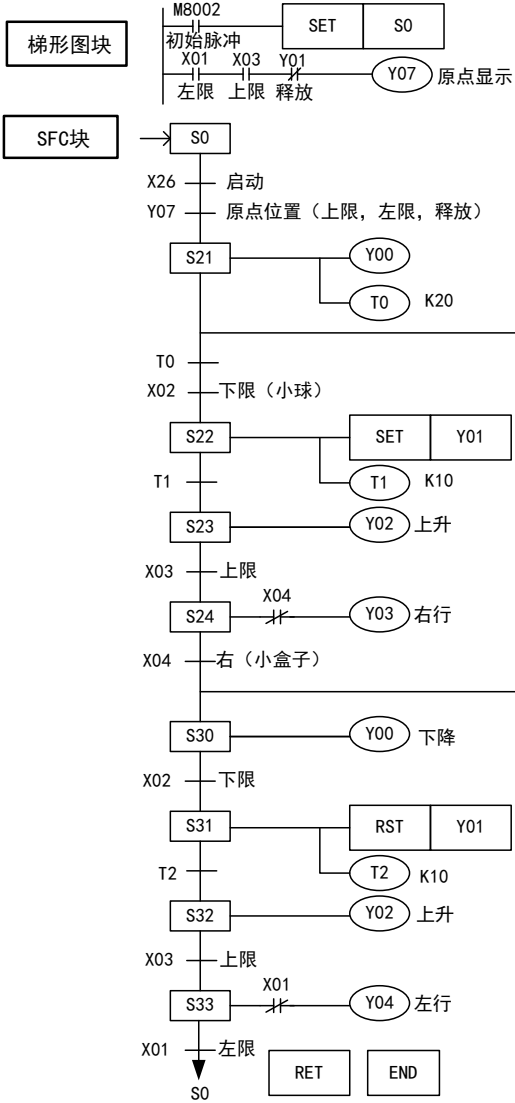 M8002
SET S0
梯形图块
初始脉冲
X01 X03 Y01
Y07 原点显示
左限 上限 释放
SFC块
S0
X26 启动
Y07 原点位置（上限，左限，释放）
S21 Y00
T0 K20
T0
X02 下限（小球）
S22 SET Y01
T1 T1 K10
S23 Y02 上升
X03 上限
X04
S24 Y03 右行
X04 右（小盒子）
S30 Y00 下降
X02 下限
S31 RST Y01
T2 T2 K10
S32 Y02 上升
X03 上限
X01
S33 Y04 左行
X01 左限
RET END
S0